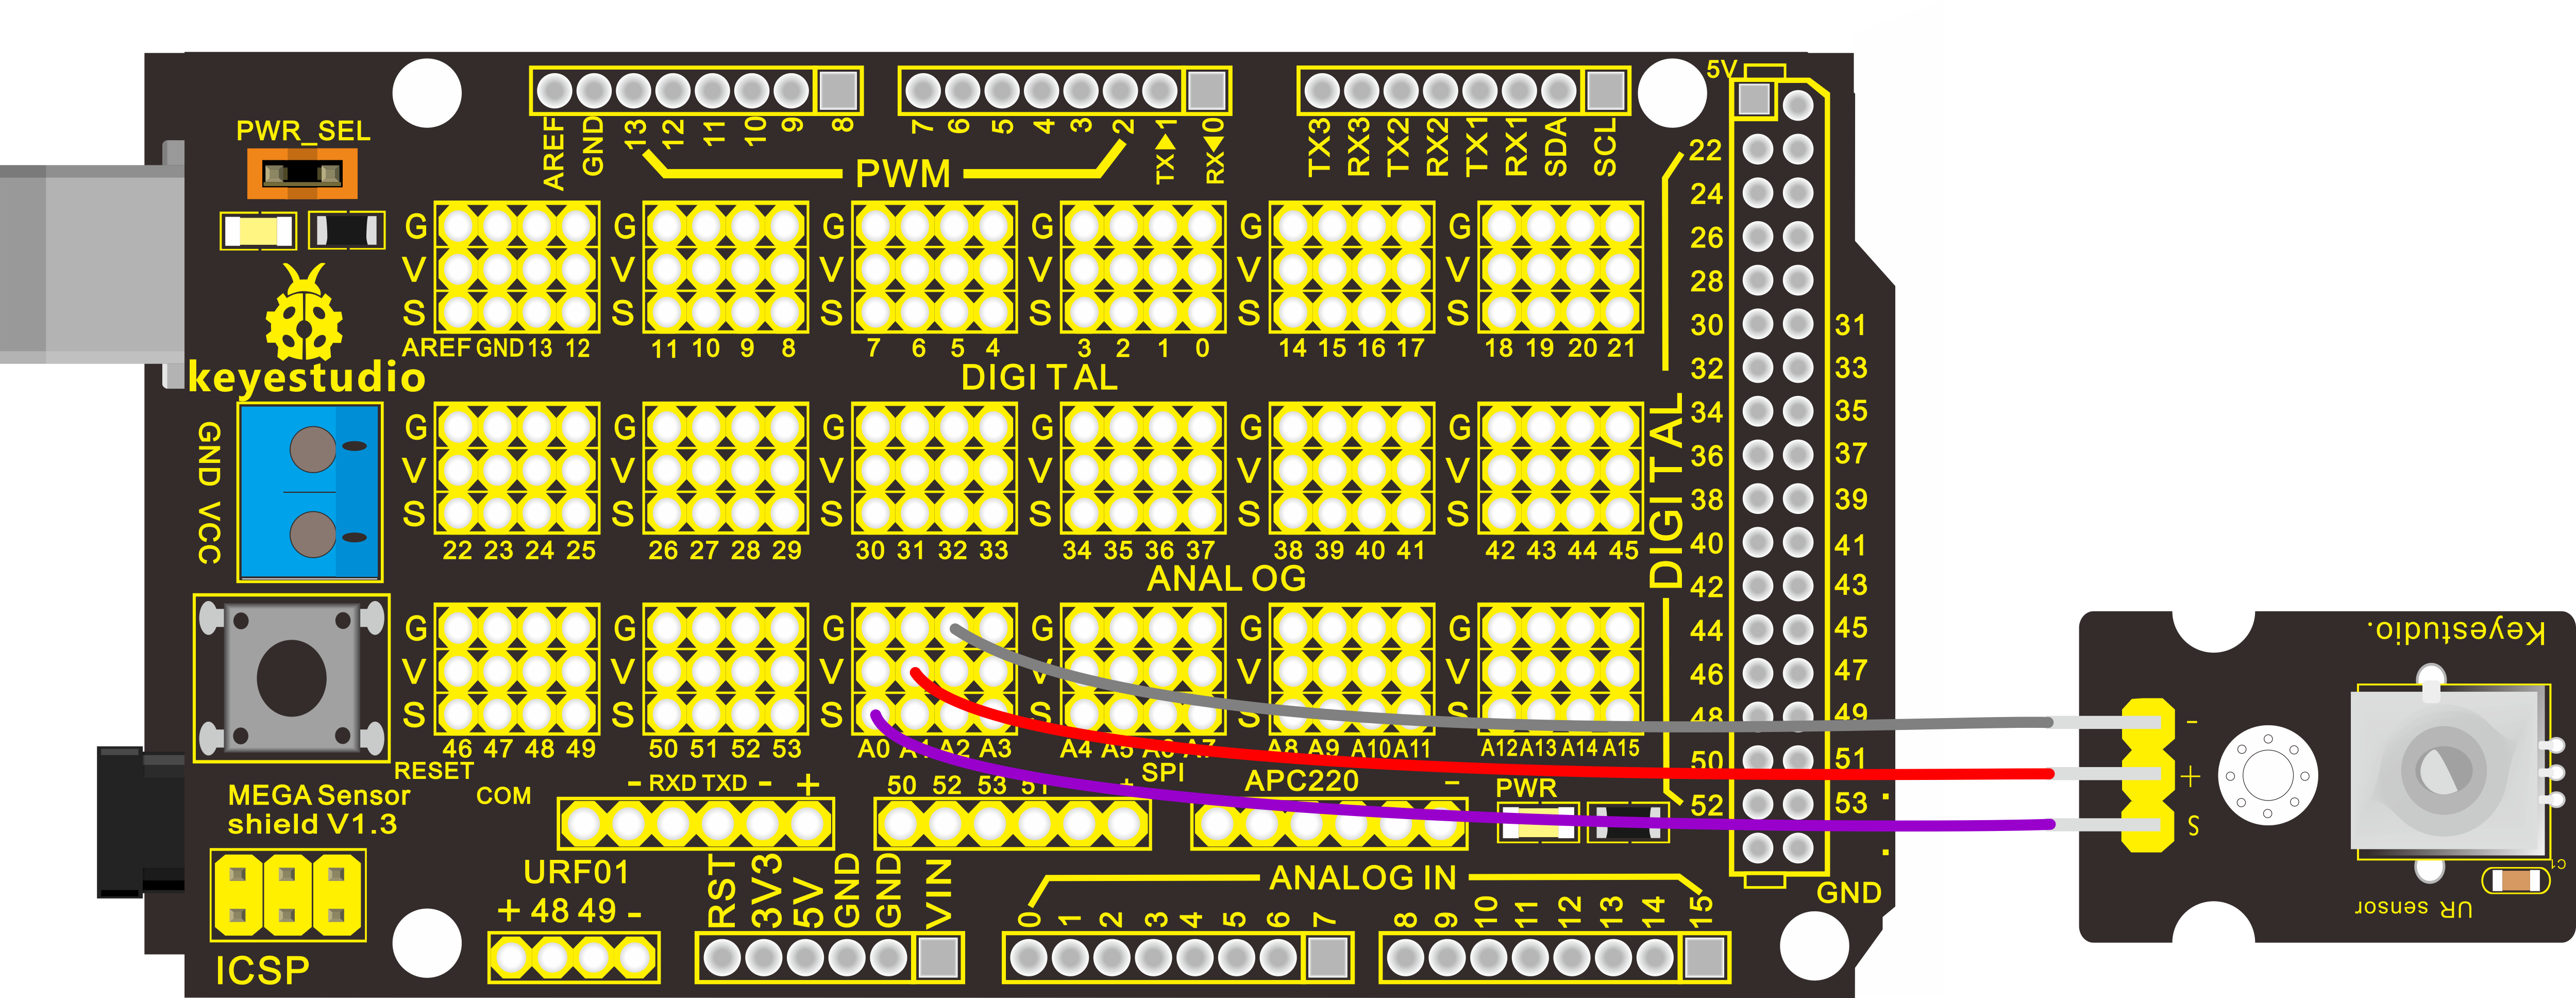 5V
PWR_SEL
AREF GND 13 12 11 10 9 8
7 6 5 4 3 2 TX▶1 RX◀0
TX3 RX3 TX2 RX2 TX1 RX1 SDA SCL
PWM
G G G G G G
V V V V V V
S S S S S S
AREF GND 13 12 11 10 9 8 7 6 5 4 3 2 1 0 14 15 16 17 18 19 20 21
keyestudio
DIGITAL
GND VCC
G G G G G G
V V V V V V
S S S S S S
22 23 24 25 26 27 28 29 30 31 32 33 34 35 36 37 38 39 40 41 42 43 44 45
ANALOG
G G G G G G
V V V V V
S S S S S S
46 47 48 49 50 51 52 53 A0 A1 A2 A3 A4 A5 A6 A7 A8 A9 A10 A11 A12 A13 A14 A15
RESET
MEGA Sensor
shield V1.3
COM
- RXD TXD - +
50 52 53 51 +
SPI
APC220 -
PWR
URF01
+ 48 49 -
ICSP
RST 3V3 5V GND GND VIN
ANALOG IN
0 1 2 3 4 5 6 7 8 9 10 11 12 13 14 15
DIGITAL
22
24
26
28
30 31
32 33
34 35
36 37
38 39
40 41
42 43
44 45
46 47
48 49
50 51
52 53
GND
Keyestudio.
-
+
S
C1
UR sensor